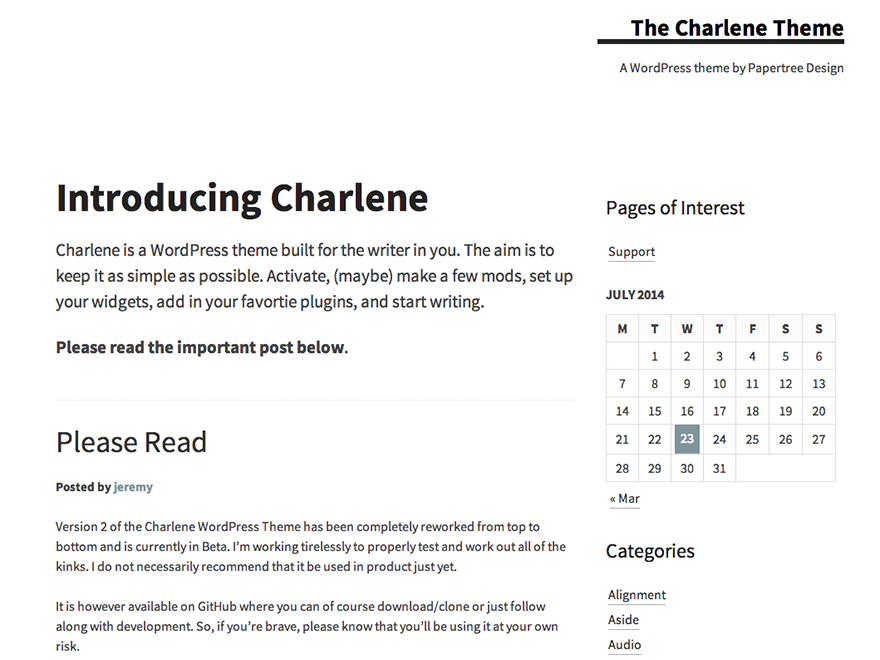 The Charlene Theme
A WordPress theme by Papertree Design
Introducing Charlene
Charlene is a WordPress theme built for the writer in you. The aim is to
keep it as simple as possible. Activate, (maybe) make a few mods, set up
your widgets, add in your favortie plugins, and start writing.
Please read the important post below.
Please Read
Posted by jeremy
Version 2 of the Charlene WordPress Theme has been completely reworked from top to
bottom and is currently in Beta. I'm working tirelessly to properly test and work out all of the
kinks. I do not necessarily recommend that it be used in product just yet.
It is however available on GitHub where you can of course download/clone or just follow
along with development. So, if you're brave, please know that you'll be using it at your own
risk.
Pages of Interest
Support
JULY 2014
M T W T F S S
1 2 3 4 5 6
7 8 9 10 11 12 13
14 15 16 17 18 19 20
21 22 23 24 25 26 27
28 29 30 31
« Mar
Categories
Alignment
Aside
Audio